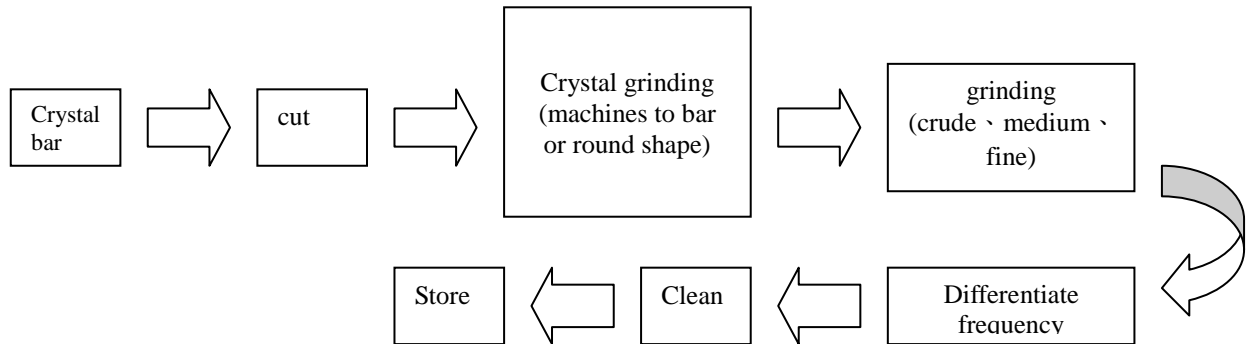 Crystal
bar
cut
Crystal grinding
(machines to bar
or round shape)
grinding
(crude、medium、
fine)
Differentiate
frequency
Clean
Store